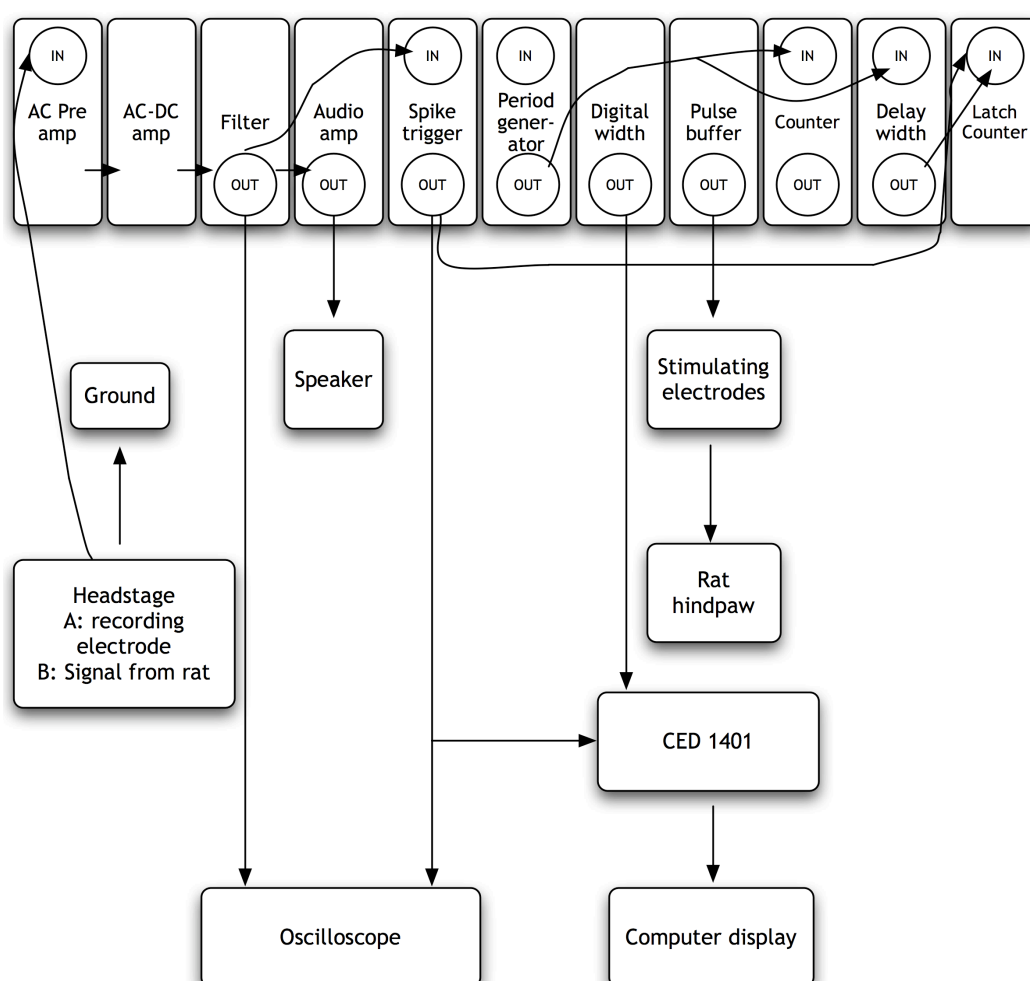 IN
AC Pre
amp
AC-DC
amp
Filter
OUT
Audio
amp
OUT
IN
Spike
trigger
OUT
IN
Period
gener-
ator
OUT
Digital
width
OUT
Pulse
buffer
OUT
IN
Counter
OUT
IN
Delay
width
OUT
IN
Latch
Counter
Ground
Speaker
Stimulating
electrodes
Headstage
A: recording
electrode
B: Signal from rat
Rat
hindpaw
CED 1401
Oscilloscope
Computer display